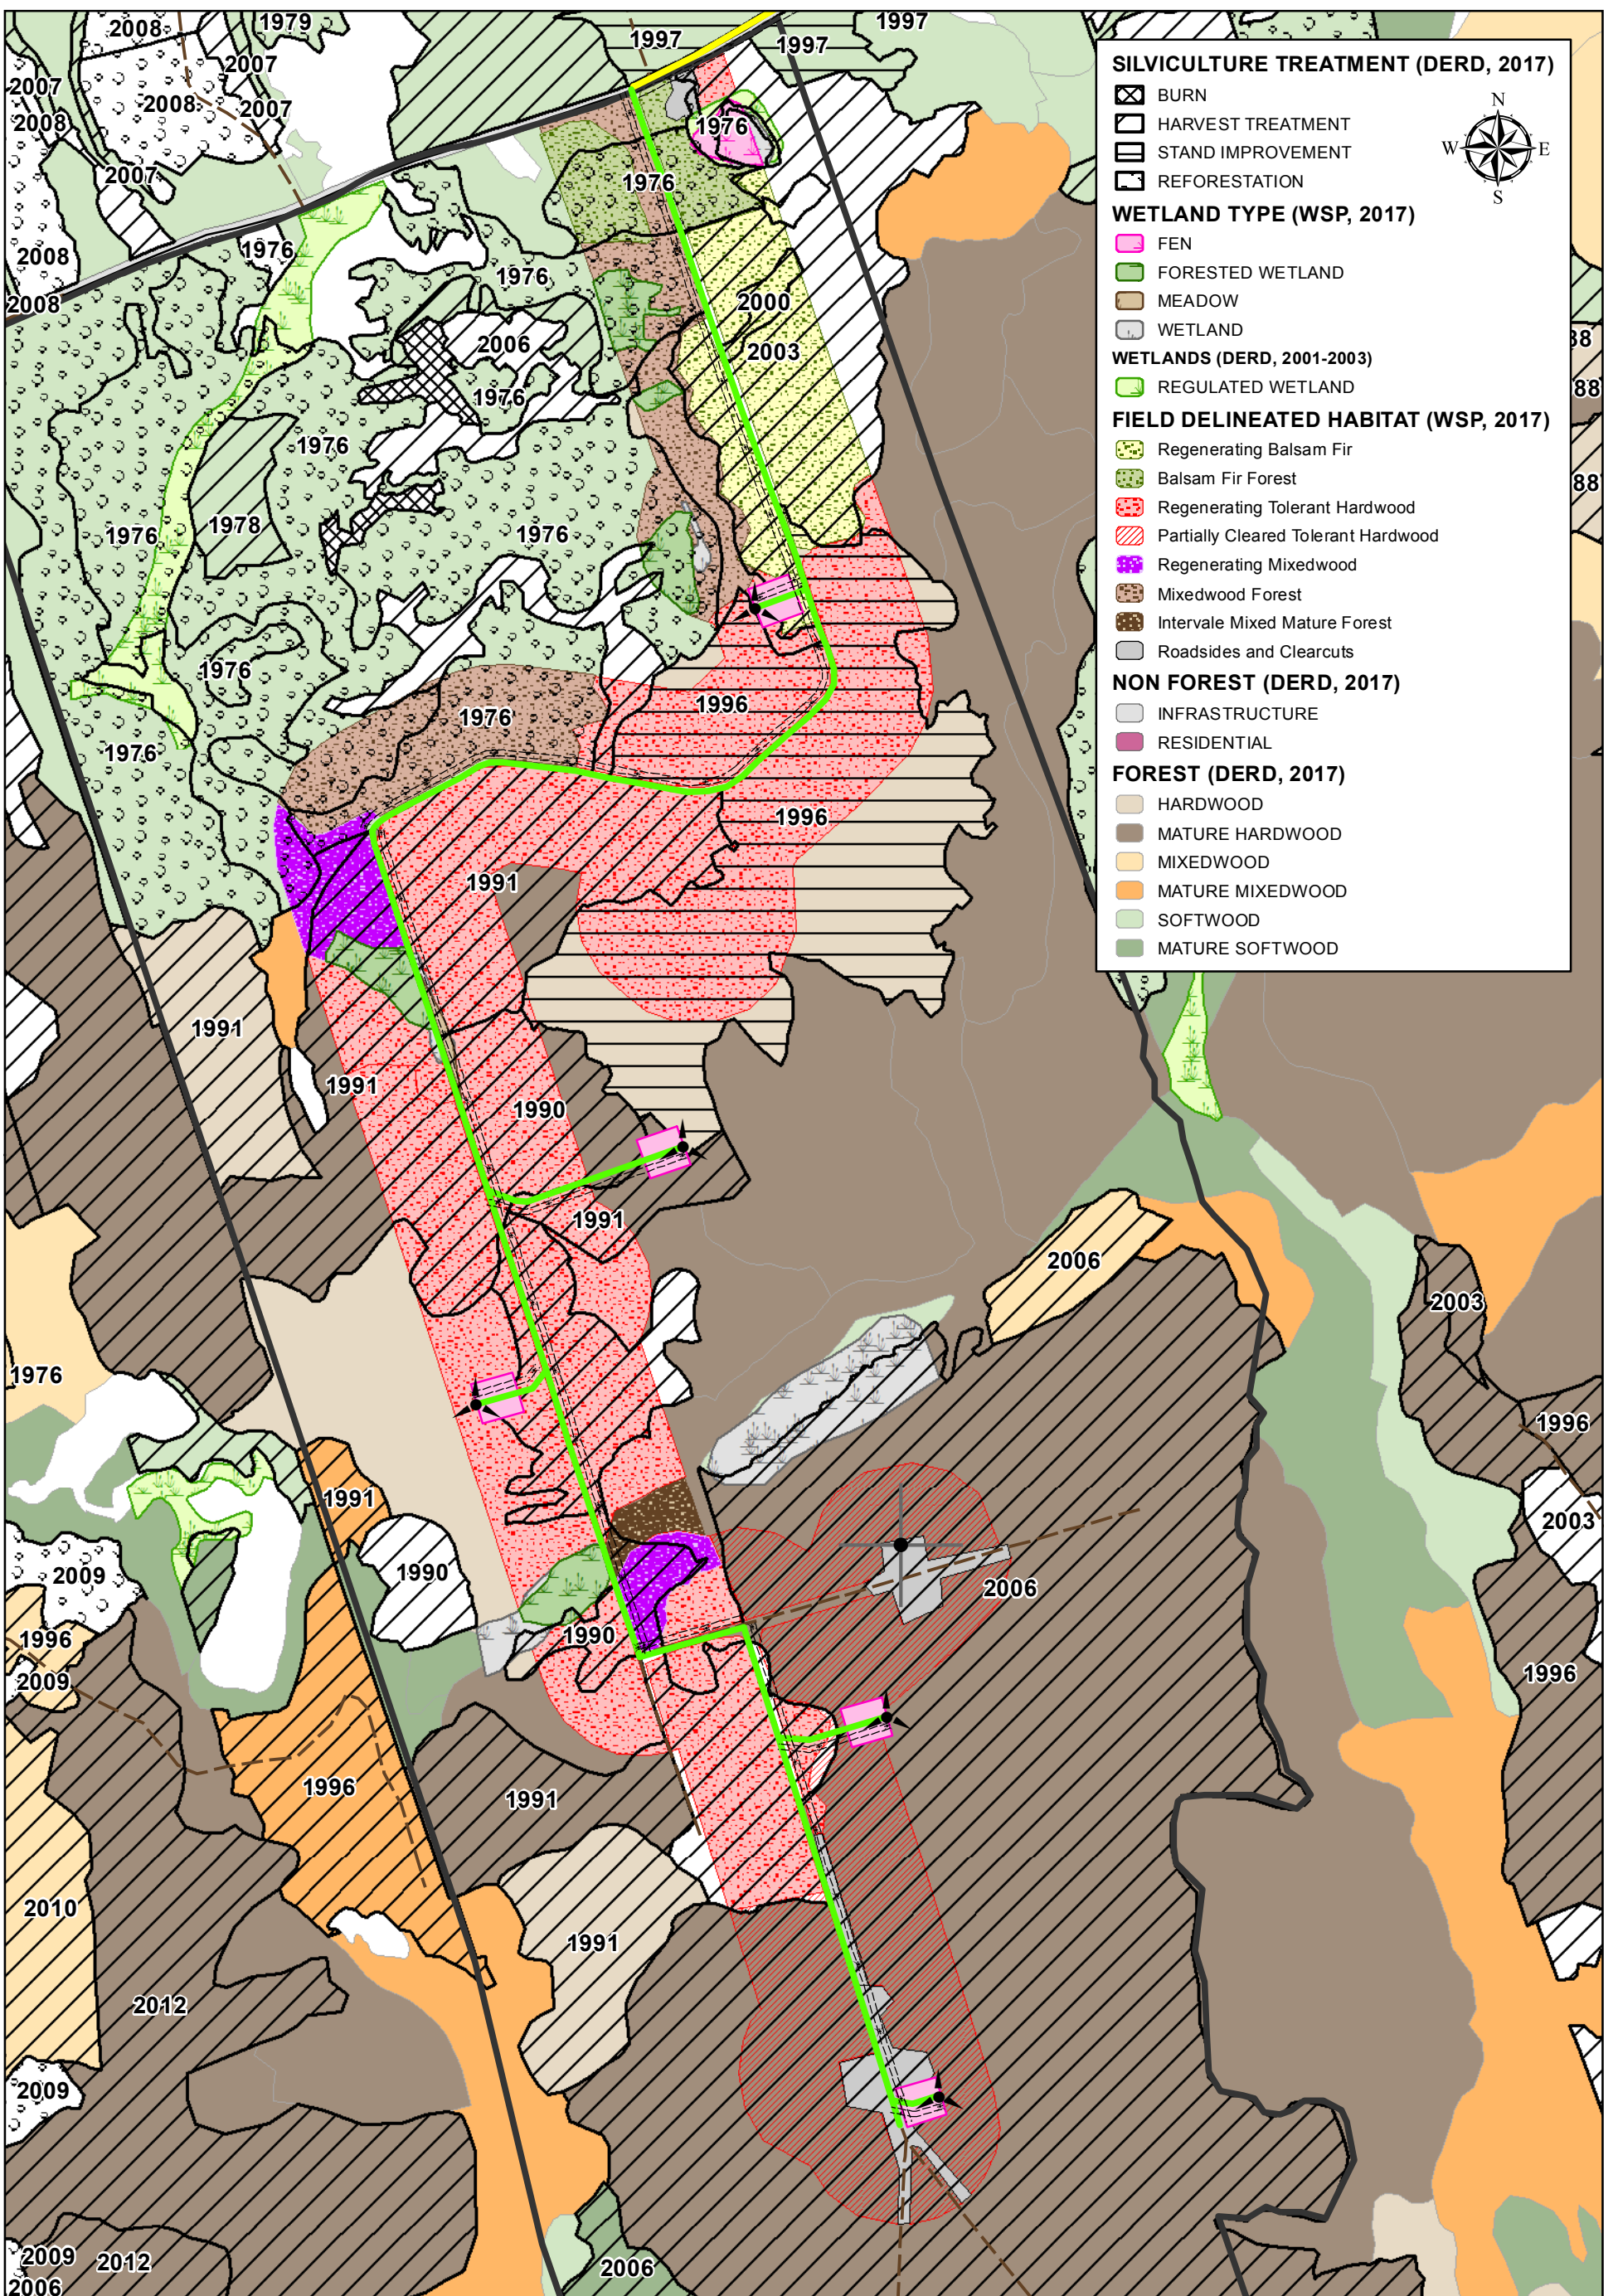 1997
1997
1997
2008
1979
2007
2007
2008
2007
2008
2007
1976
1976
2008
1976
1976
2008
2000
2006
2003
1976
1976
1976
1978
1976
1976
1976
1996
1976
1996
1991
1991
1991
1990
1991
2006
2003
1976
1996
1991
2003
1990
2009
2006
1990
1996
2009
1996
1996
1991
2010
1991
2012
2009
2009
2012
2006
2006
38
88
88
SILVICULTURE TREATMENT (DERD, 2017)
BURN
HARVEST TREATMENT
STAND IMPROVEMENT
REFORESTATION
N
W
E
S
WETLAND TYPE (WSP, 2017)
FEN
FORESTED WETLAND
MEADOW
WETLAND
WETLANDS (DERD, 2001-2003)
REGULATED WETLAND
FIELD DELINEATED HABITAT (WSP, 2017)
Regenerating Balsam Fir
Balsam Fir Forest
Regenerating Tolerant Hardwood
Partially Cleared Tolerant Hardwood
Regenerating Mixedwood
Mixedwood Forest
Intervale Mixed Mature Forest
Roadsides and Clearcuts
NON FOREST (DERD, 2017)
INFRASTRUCTURE
RESIDENTIAL
FOREST (DERD, 2017)
HARDWOOD
MATURE HARDWOOD
MIXEDWOOD
MATURE MIXEDWOOD
SOFTWOOD
MATURE SOFTWOOD